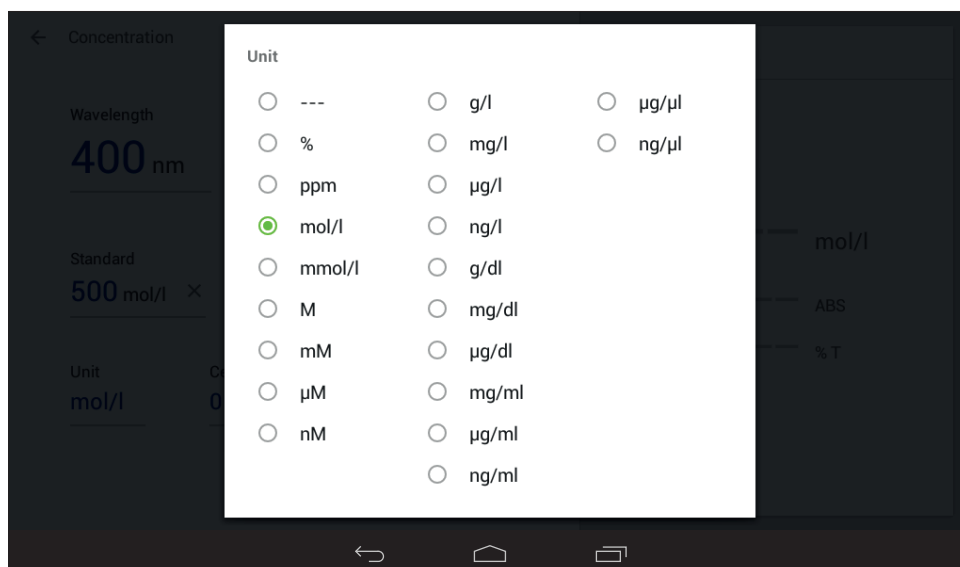 Concentration
Wavelength
400 nm
Standard
500 mol/l ×
Unit
mol/l
Unit
---
%
ppm
mol/l
mmol/l
M
mM
µM
nM
g/l
mg/l
µg/l
ng/l
g/dl
mg/dl
µg/dl
mg/ml
µg/ml
ng/ml
µg/µl
ng/µl
mol/l
ABS
% T